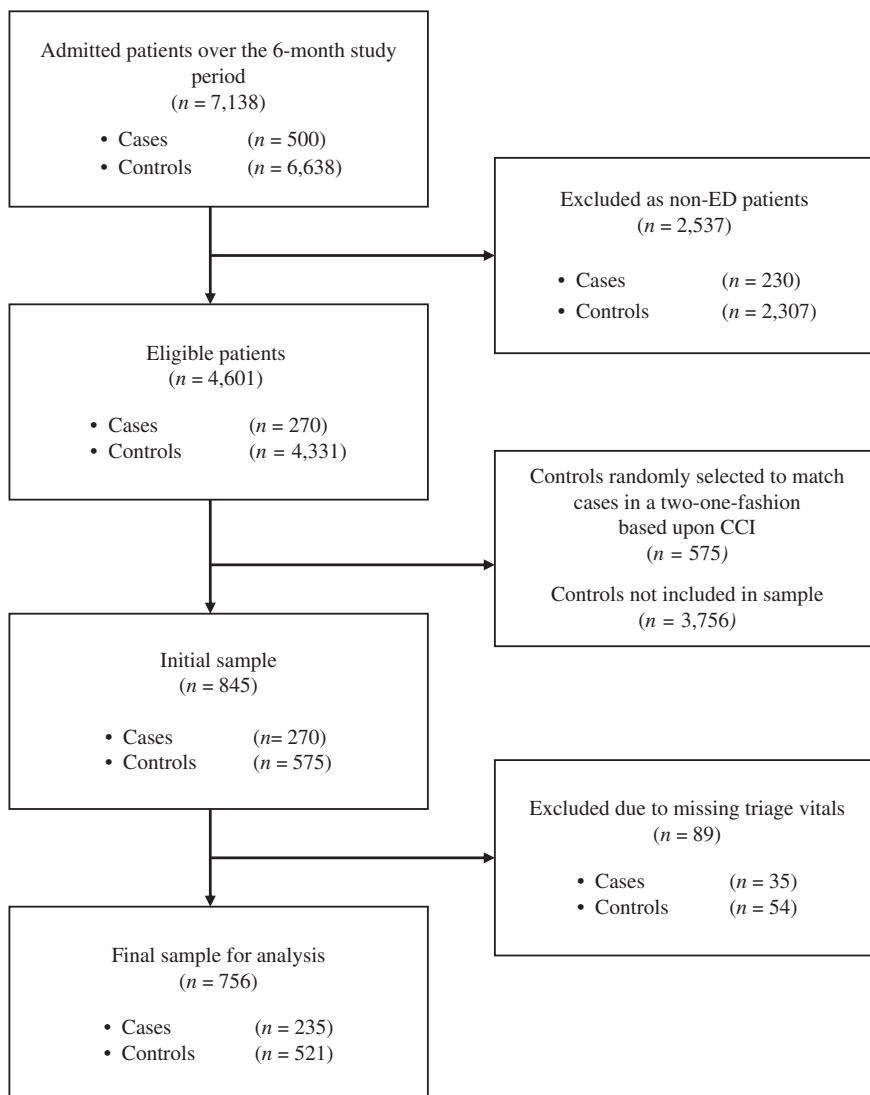 Admitted patients over the 6-month study
period
(n = 7,138)
• Cases (n = 500)
• Controls (n = 6,638)
Excluded as non-ED patients
(n = 2,537)
• Cases (n = 230)
• Controls (n = 2,307)
Eligible patients
(n = 4,601)
• Cases (n = 270)
• Controls (n = 4,331)
Controls randomly selected to match
cases in a two-one-fashion
based upon CCI
(n = 575)
Controls not included in sample
(n = 3,756)
Initial sample
(n = 845)
• Cases (n= 270)
• Controls (n = 575)
Excluded due to missing triage vitals
(n = 89)
• Cases (n = 35)
• Controls (n = 54)
Final sample for analysis
(n = 756)
• Cases (n = 235)
• Controls (n = 521)